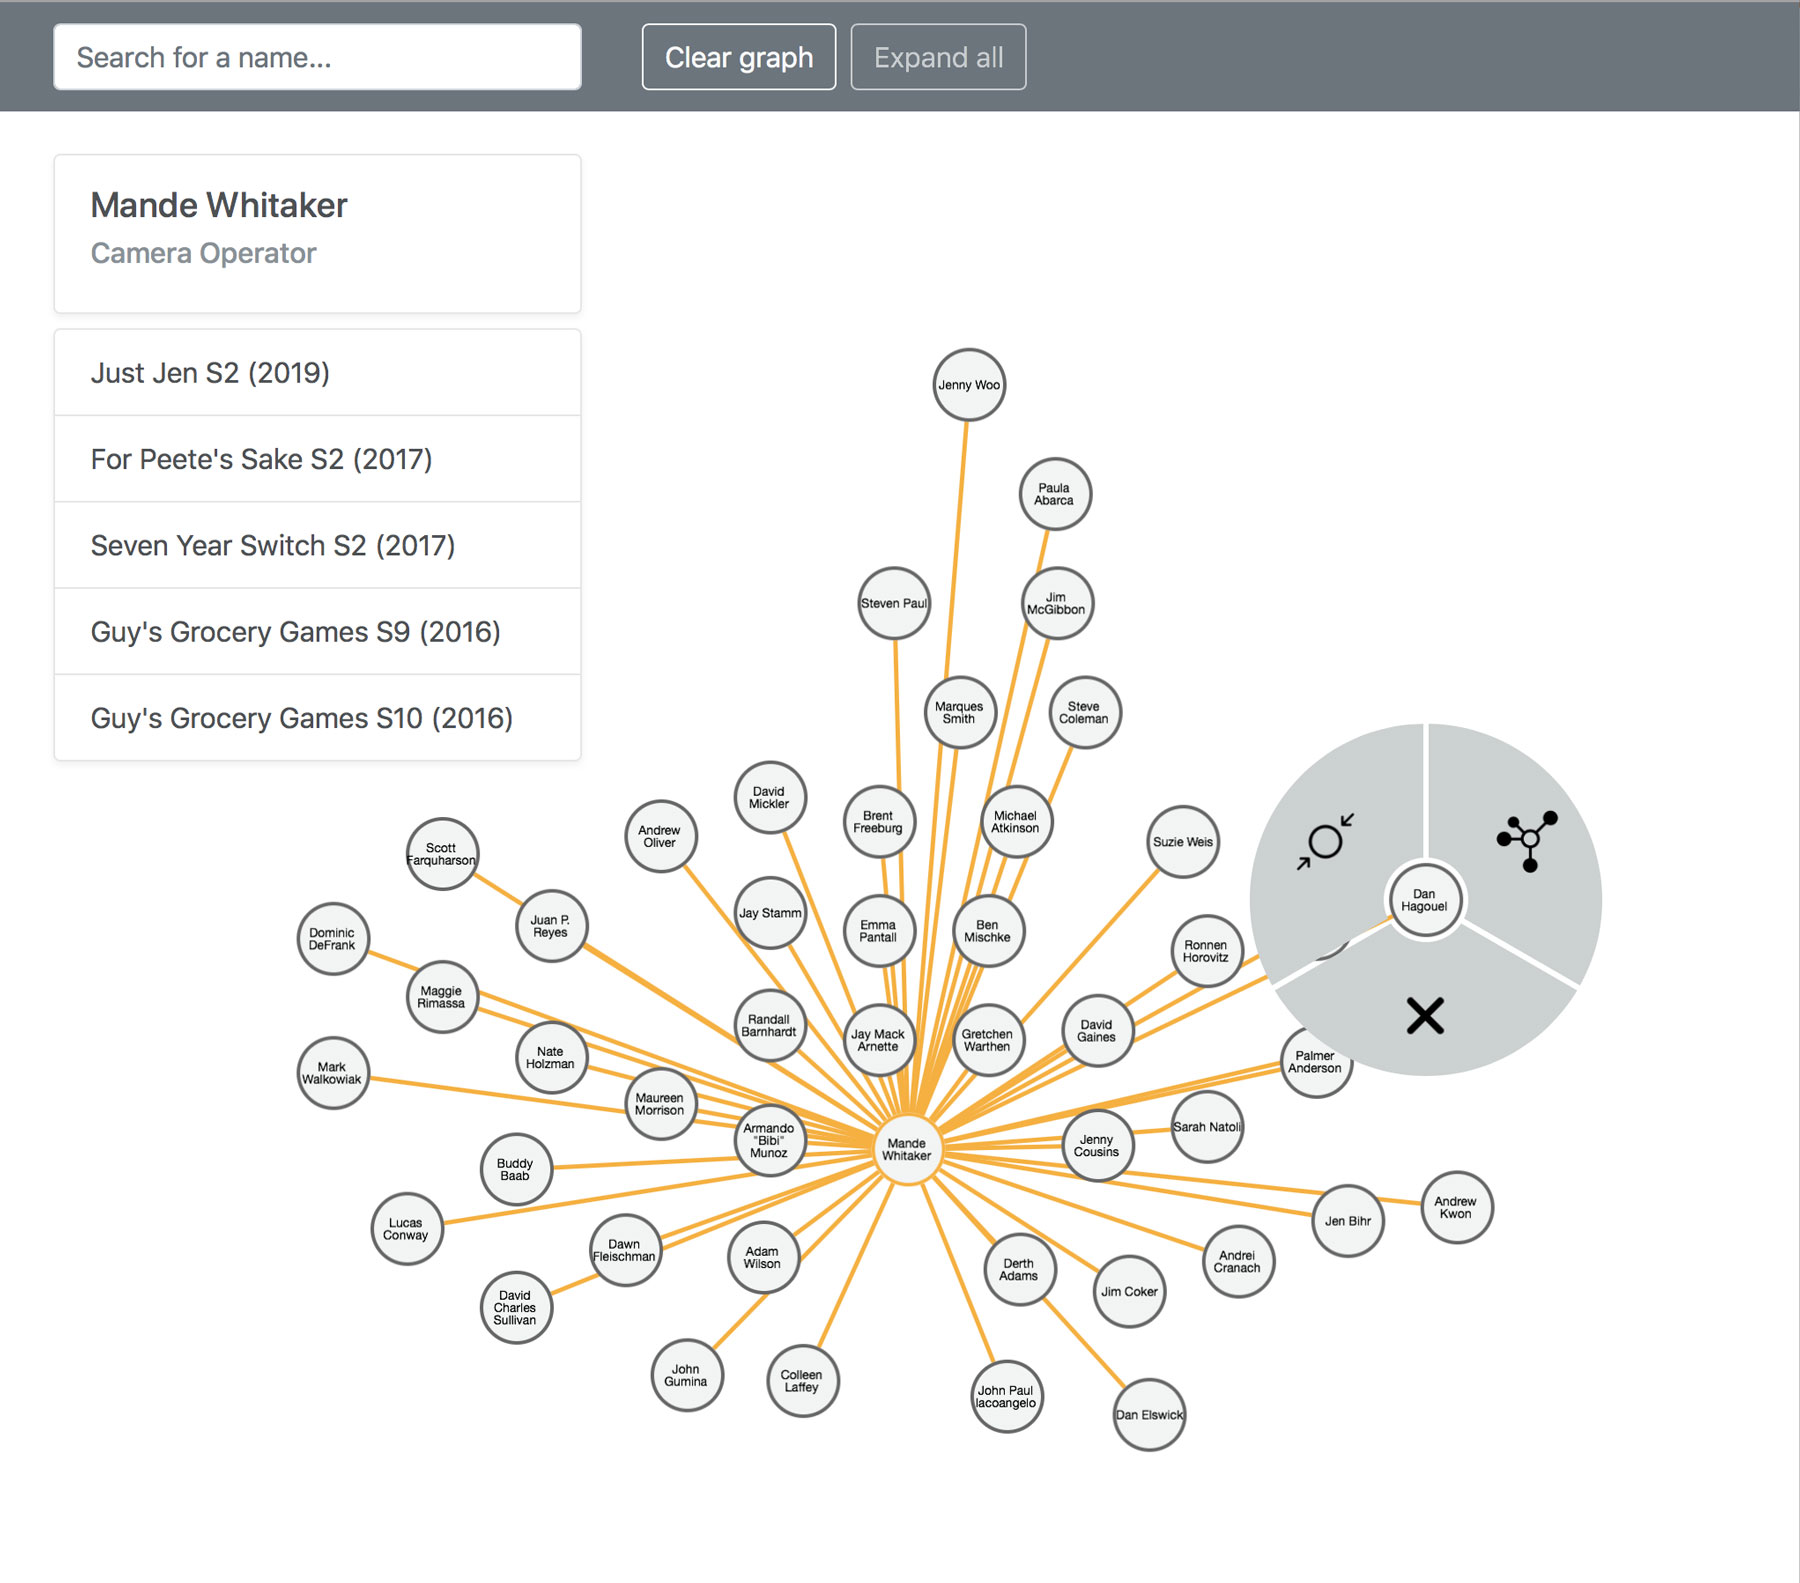 Search for a name...
Clear graph
Expand all
Mande Whitaker
Camera Operator
Just Jen S2 (2019)
For Peete's Sake S2 (2017)
Seven Year Switch S2 (2017)
Guy's Grocery Games S9 (2016)
Guy's Grocery Games S10 (2016)
Jenny Woo
Paula
Abarca
Steven Paul
Jim
McGibbon
Marques
Smith
Steve
Coleman
David
Mickler
Andrew
Oliver
Brent
Freeburg
Michael
Atkinson
Suzie Weis
Scott
Farquharson
Dan
Hagouel
Juan P.
Reyes
Jay Stamm
Emma
Pantall
Ben
Mischke
Dominic
DeFrank
Ronnen
Horovitz
Maggie
Rimassa
Randall
Barnhardt
Jay Mack
Arnette
Gretchen
Warthen
David
Gaines
Nate
Holzman
Mark
Walkowiak
Palmer
Anderson
Maureen
Morrison
Armando
"Bibi"
Munoz
Mande
Whitaker
Jenny
Cousins
Sarah Natoli
Buddy
Baab
Lucas
Conway
Andrew
Kwon
Jen Bihr
Dawn
Fleischman
Adam
Wilson
Derth
Adams
Andrei
Cranach
Jim Coker
David
Charles
Sullivan
John
Gumina
Colleen
Laffey
John Paul
Iacoangelo
Dan Elswick